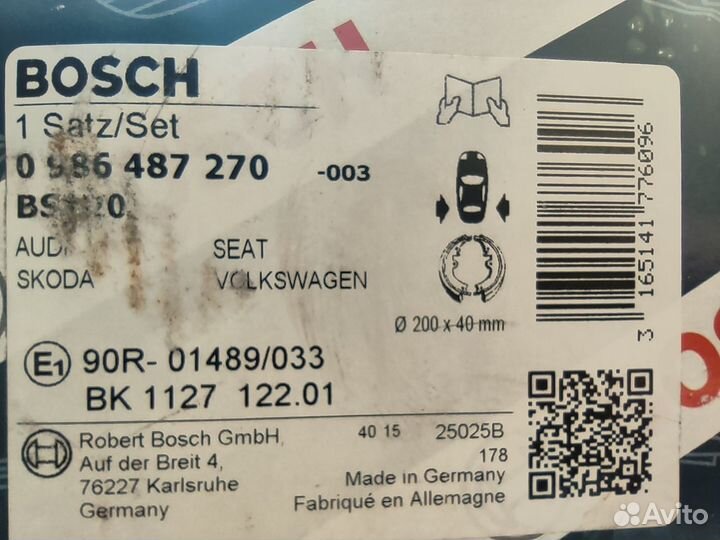 BOSCH
1 Satz/Set
0 986 487 270 -003
AUDI SEAT
SKODA VOLKSWAGEN
Ø 200 x 40 mm
3 165141 776096
E1 90R- 01489/033
BK 1127 122.01
Robert Bosch GmbH, 40 15 25025B
Auf der Breit 4, 178
76227 Karlsruhe Made in Germany
Germany Fabriqué en Allemagne
Avito